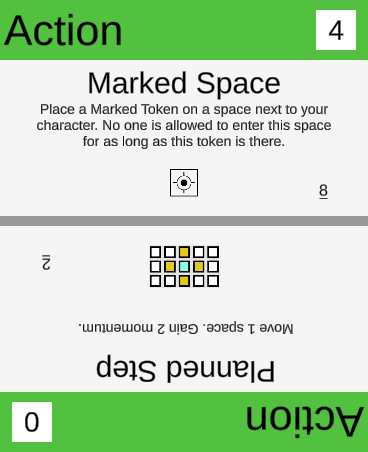 Action
4
Marked Space
Place a Marked Token on a space next to your
character. No one is allowed to enter this space
for as long as this token is there.
8
Action
0
Planned Step
Move 1 space. Gain 2 momentum.
2